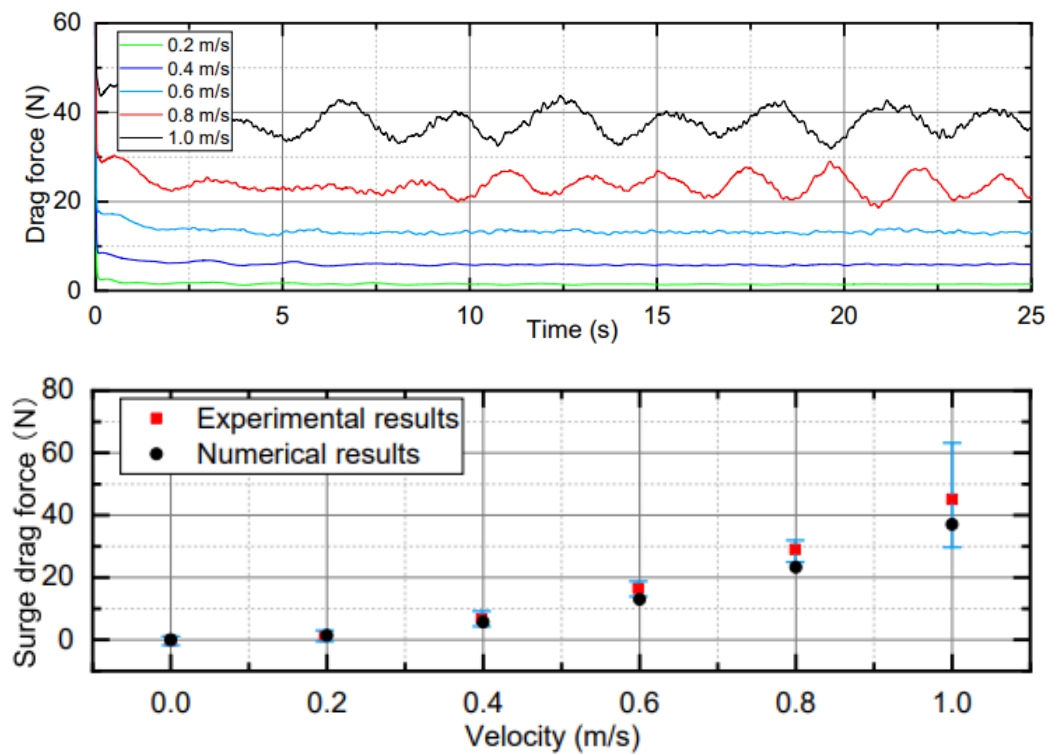 60
40
20
0
Drag force (N)
0.2 m/s
0.4 m/s
0.6 m/s
0.8 m/s
1.0 m/s
0 5 10 15 20 25
Time (s)
80
60
40
20
0
Surge drag force (N)
Experimental results
Numerical results
0.0 0.2 0.4 0.6 0.8 1.0
Velocity (m/s)